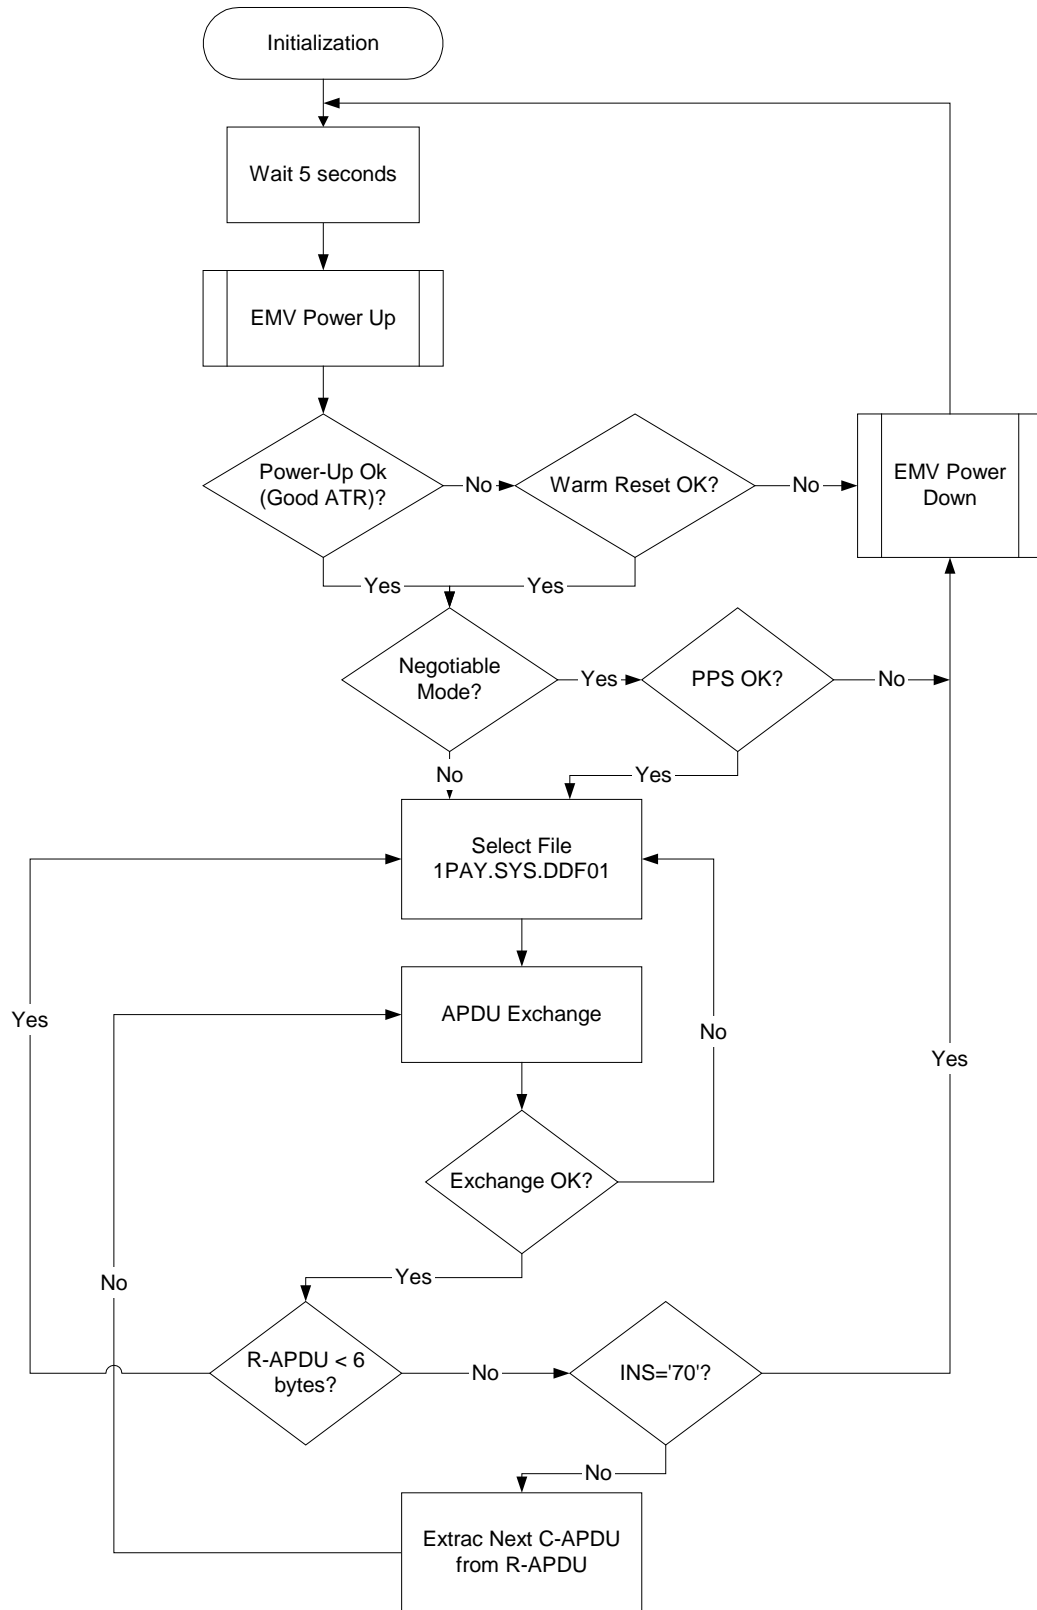 Initialization
Wait 5 seconds
EMV Power Up
Power-Up Ok
(Good ATR)?
No
Warm Reset OK?
No
EMV Power
Down
Yes
Yes
Negotiable
Mode?
Yes
PPS OK?
No
No
Yes
Select File
1PAY.SYS.DDF01
Yes
APDU Exchange
No
Yes
Exchange OK?
No
Yes
R-APDU < 6
bytes?
No
INS='70'?
No
Extrac Next C-APDU
from R-APDU